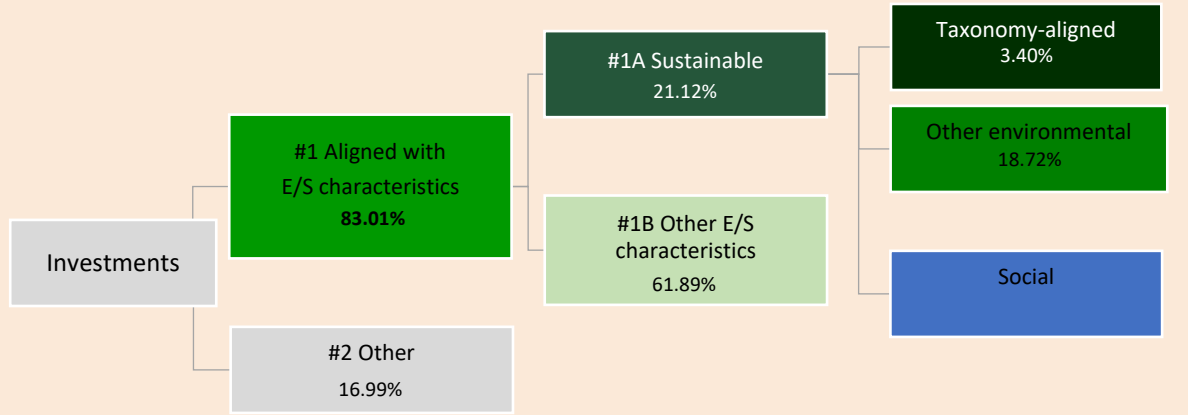 Investments
#1 Aligned with
E/S characteristics
83.01%
#2 Other
16.99%
#1A Sustainable
21.12%
#1B Other E/S
characteristics
61.89%
Taxonomy-aligned
3.40%
Other environmental
18.72%
Social